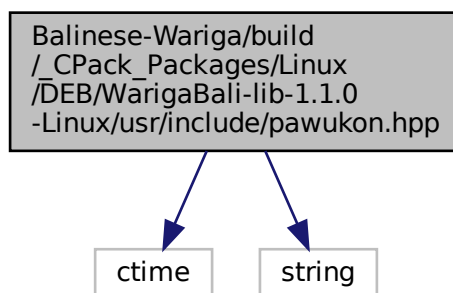 Balinese-Wariga/build
/_CPack_Packages/Linux
/DEB/WarigaBali-lib-1.1.0
-Linux/usr/include/pawukon.hpp
ctime
string